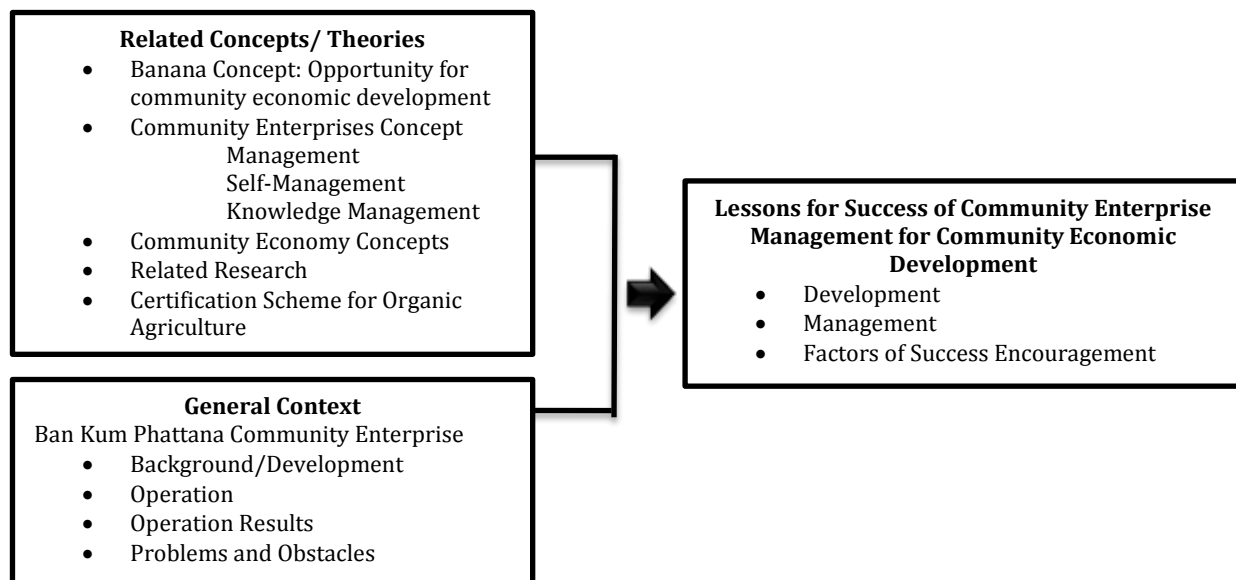 Related Concepts/ Theories
• Banana Concept: Opportunity for
community economic development
• Community Enterprises Concept
Management
Self-Management
Knowledge Management
• Community Economy Concepts
• Related Research
• Certification Scheme for Organic
Agriculture
General Context
Ban Kum Phattana Community Enterprise
• Background/Development
• Operation
• Operation Results
• Problems and Obstacles
Lessons for Success of Community Enterprise
Management for Community Economic
Development
• Development
• Management
• Factors of Success Encouragement